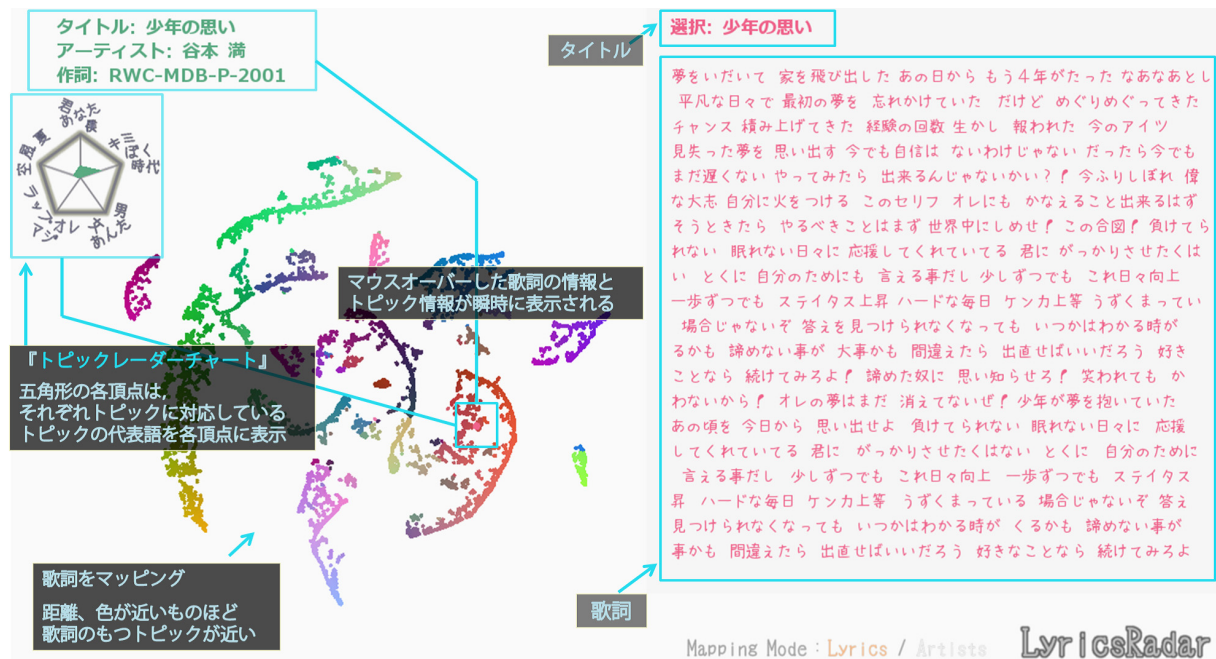 タイトル: 少年の思い
アーティスト: 谷本 満
作詞: RWC-MDB-P-2001
君
あなた
僕
キミ
ぼく
時代
男
女
あんた
オレ
ラップ
アジ
空 風 夏
タイトル
選択: 少年の思い
夢をいだいて 家を飛び出した あの日から もう４年がたった なあなあとし
平凡な日々で 最初の夢を 忘れかけていた だけど めぐりめぐってきた
チャンス 積み上げてきた 経験の回数 生かし 報われた 今のアイツ
見失った夢を 思い出す 今でも自信は ないわけじゃない だったら今でも
まだ遅くない やってみたら 出来るんじゃないかい？！ 今ふりしぼれ 偉
な大志 自分に火をつける このセリフ オレにも かなえること出来るはず
そうときたら やるべきことはまず 世界中にしめせ！ この合図！ 負けてら
れない 眠れない日々に 応援してくれていてる 君に がっかりさせたくは
い とくに 自分のためにも 言える事だし 少しずつでも これ日々向上
一歩ずつでも ステイタス上昇 ハードな毎日 ケンカ上等 うずくまってい
場合じゃないぞ 答えを見つけられなくなっても いつかはわかる時が
るかも 諦めない事が 大事かも 間違えたら 出直せばいいだろう 好き
ことなら 続けてみろよ！ 諦めた奴に 思い知らせろ！ 笑われても か
わないから！ オレの夢はまだ 消えてないぜ！ 少年が夢を抱いていた
あの頃を 今日から 思い出せよ 負けてられない 眠れない日々に 応援
してくれていてる 君に がっかりさせたくはない とくに 自分のために
言える事だし 少しずつでも これ日々向上 一歩ずつでも ステイタス
昇 ハードな毎日 ケンカ上等 うずくまっている 場合じゃないぞ 答え
見つけられなくなっても いつかはわかる時が くるかも 諦めない事が
事かも 間違えたら 出直せばいいだろう 好きなことなら 続けてみろよ
マウスオーバーした歌詞の情報と
トピック情報が瞬時に表示される
『トピックレーダーチャート』
五角形の各頂点は,
それぞれトピックに対応している
トピックの代表語を各頂点に表示
歌詞をマッピング
距離、色が近いものほど
歌詞のもつトピックが近い
歌詞
Mapping Mode : Lyrics / Artists
LyricsRadar